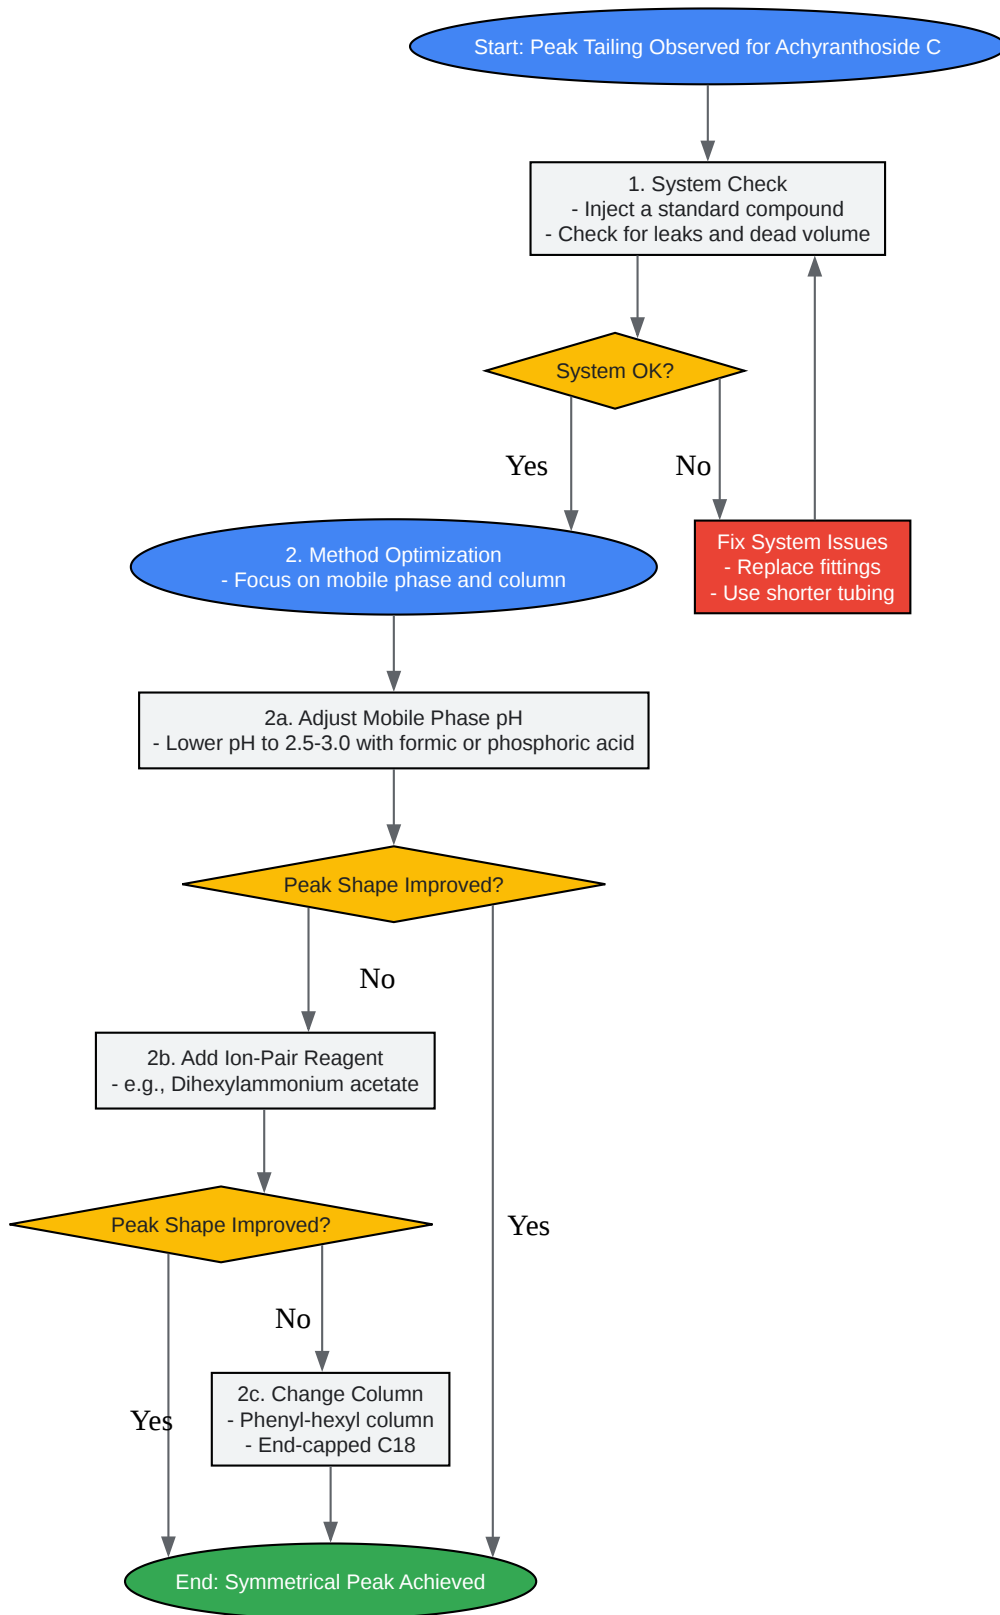 Start: Peak Tailing Observed for Achyranthoside C
1. System Check
- Inject a standard compound
- Check for leaks and dead volume
System OK?
Yes
No
2. Method Optimization
- Focus on mobile phase and column
Fix System Issues
- Replace fittings
- Use shorter tubing
2a. Adjust Mobile Phase pH
- Lower pH to 2.5-3.0 with formic or phosphoric acid
Peak Shape Improved?
No
2b. Add Ion-Pair Reagent
- e.g., Dihexylammonium acetate
Peak Shape Improved?
Yes
No
2c. Change Column
- Phenyl-hexyl column
- End-capped C18
Yes
End: Symmetrical Peak Achieved